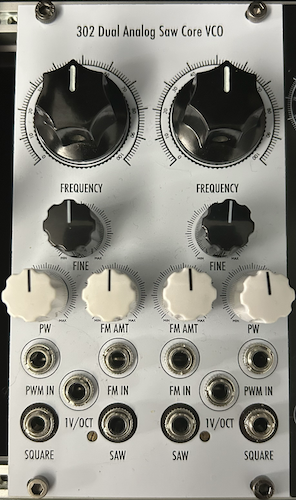 302 Dual Analog Saw Core VCO
FREQUENCY FREQUENCY
FINE FINE
PW FM AMT FM AMT PW
PWM IN FM IN FM IN PWM IN
1V/OCT 1V/OCT
SQUARE SAW SAW SQUARE